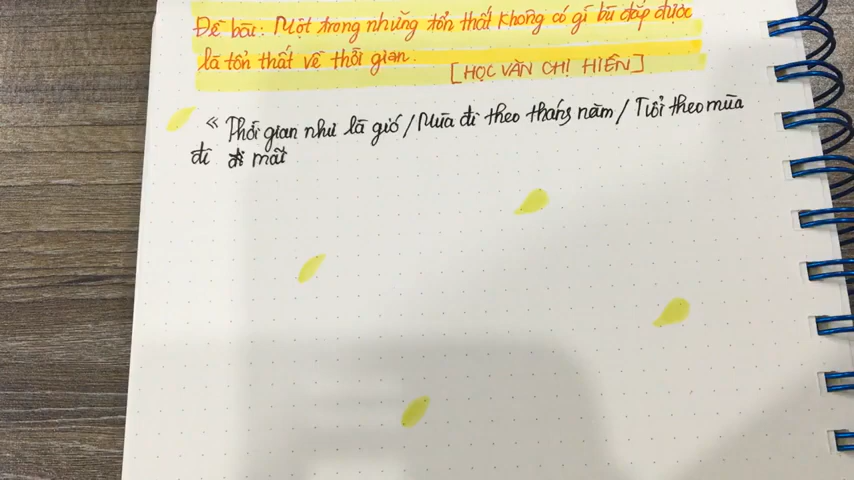 Đề bài: Một trong những tổn thất không có gì bù đắp được
là tổn thất về thời gian.
[HỌC VĂN CHỊ HIÊN]
“ Thời gian như là gió / Mùa đi theo tháng năm / Tuổi theo mùa
đi mất